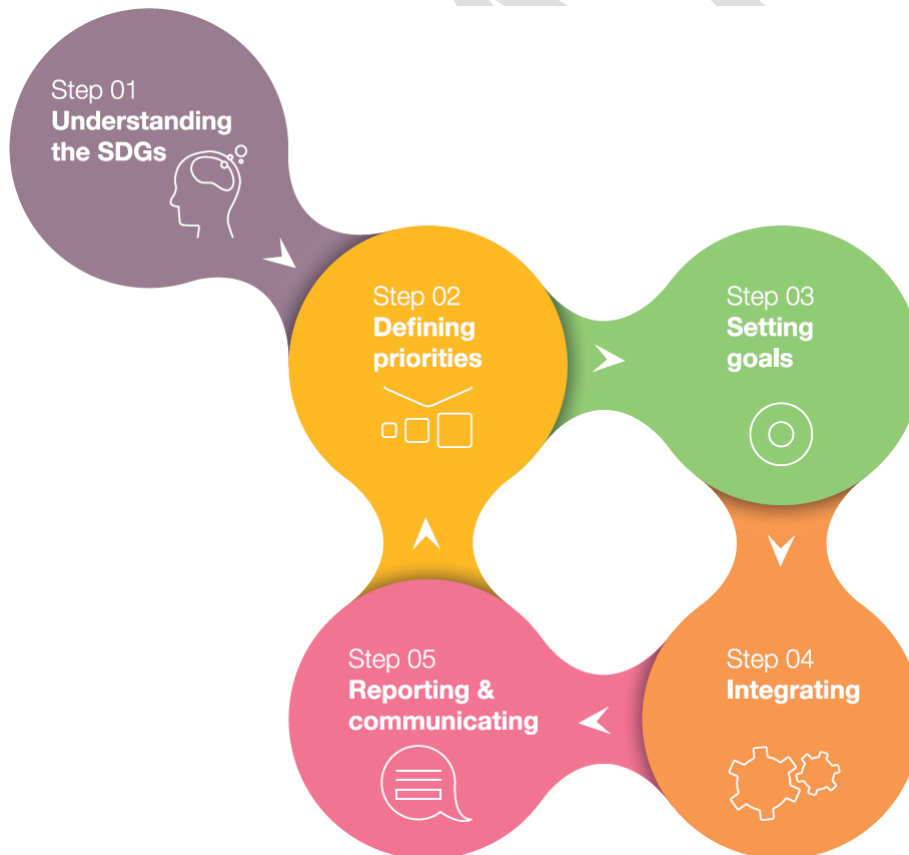 Step 01
Understanding
the SDGs
Step 02
Defining
priorities
Step 03
Setting
goals
Step 04
Integrating
Step 05
Reporting &
communicating